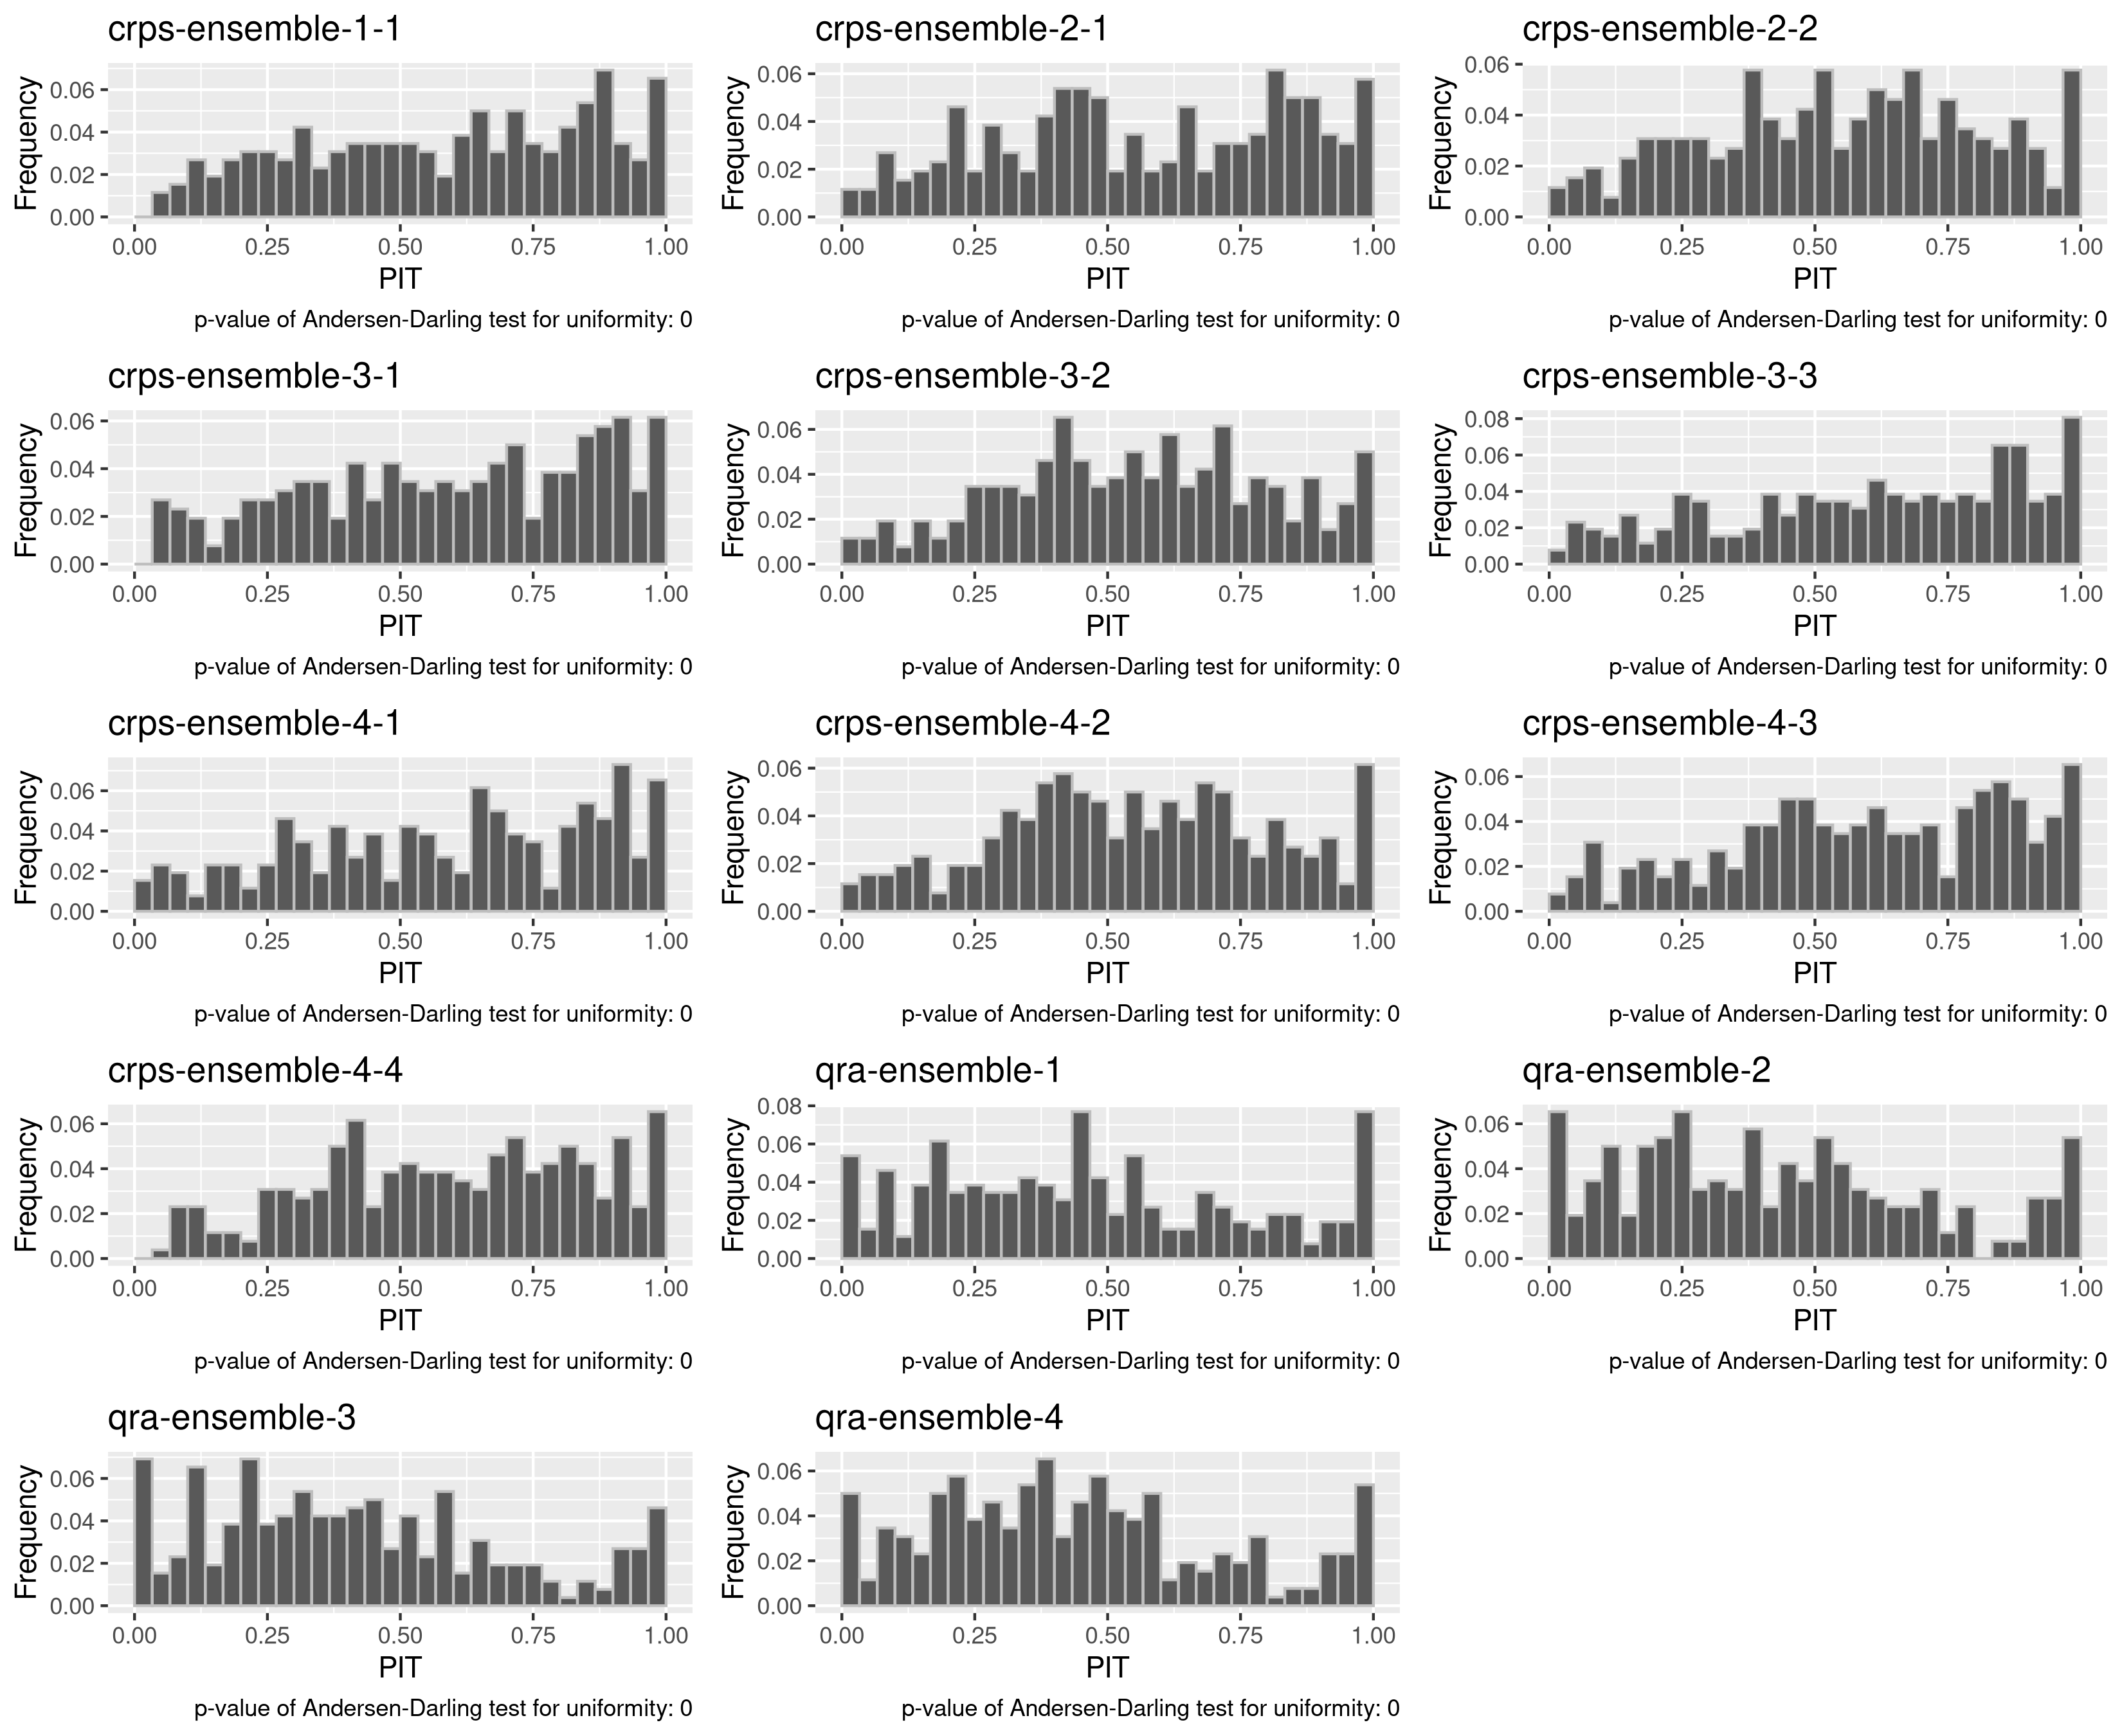 crps-ensemble-1-1
Frequency
0.06
0.04
0.02
0.00
0.00 0.25 0.50 0.75 1.00
PIT
p-value of Andersen-Darling test for uniformity: 0
crps-ensemble-2-1
Frequency
0.06
0.04
0.02
0.00
0.00 0.25 0.50 0.75 1.00
PIT
p-value of Andersen-Darling test for uniformity: 0
crps-ensemble-2-2
Frequency
0.06
0.04
0.02
0.00
0.00 0.25 0.50 0.75 1.00
PIT
p-value of Andersen-Darling test for uniformity: 0
crps-ensemble-3-1
Frequency
0.06
0.04
0.02
0.00
0.00 0.25 0.50 0.75 1.00
PIT
p-value of Andersen-Darling test for uniformity: 0
crps-ensemble-3-2
Frequency
0.06
0.04
0.02
0.00
0.00 0.25 0.50 0.75 1.00
PIT
p-value of Andersen-Darling test for uniformity: 0
crps-ensemble-3-3
Frequency
0.08
0.06
0.04
0.02
0.00
0.00 0.25 0.50 0.75 1.00
PIT
p-value of Andersen-Darling test for uniformity: 0
crps-ensemble-4-1
Frequency
0.06
0.04
0.02
0.00
0.00 0.25 0.50 0.75 1.00
PIT
p-value of Andersen-Darling test for uniformity: 0
crps-ensemble-4-2
Frequency
0.06
0.04
0.02
0.00
0.00 0.25 0.50 0.75 1.00
PIT
p-value of Andersen-Darling test for uniformity: 0
crps-ensemble-4-3
Frequency
0.06
0.04
0.02
0.00
0.00 0.25 0.50 0.75 1.00
PIT
p-value of Andersen-Darling test for uniformity: 0
crps-ensemble-4-4
Frequency
0.06
0.04
0.02
0.00
0.00 0.25 0.50 0.75 1.00
PIT
p-value of Andersen-Darling test for uniformity: 0
qra-ensemble-1
Frequency
0.08
0.06
0.04
0.02
0.00
0.00 0.25 0.50 0.75 1.00
PIT
p-value of Andersen-Darling test for uniformity: 0
qra-ensemble-2
Frequency
0.06
0.04
0.02
0.00
0.00 0.25 0.50 0.75 1.00
PIT
p-value of Andersen-Darling test for uniformity: 0
qra-ensemble-3
Frequency
0.06
0.04
0.02
0.00
0.00 0.25 0.50 0.75 1.00
PIT
p-value of Andersen-Darling test for uniformity: 0
qra-ensemble-4
Frequency
0.06
0.04
0.02
0.00
0.00 0.25 0.50 0.75 1.00
PIT
p-value of Andersen-Darling test for uniformity: 0